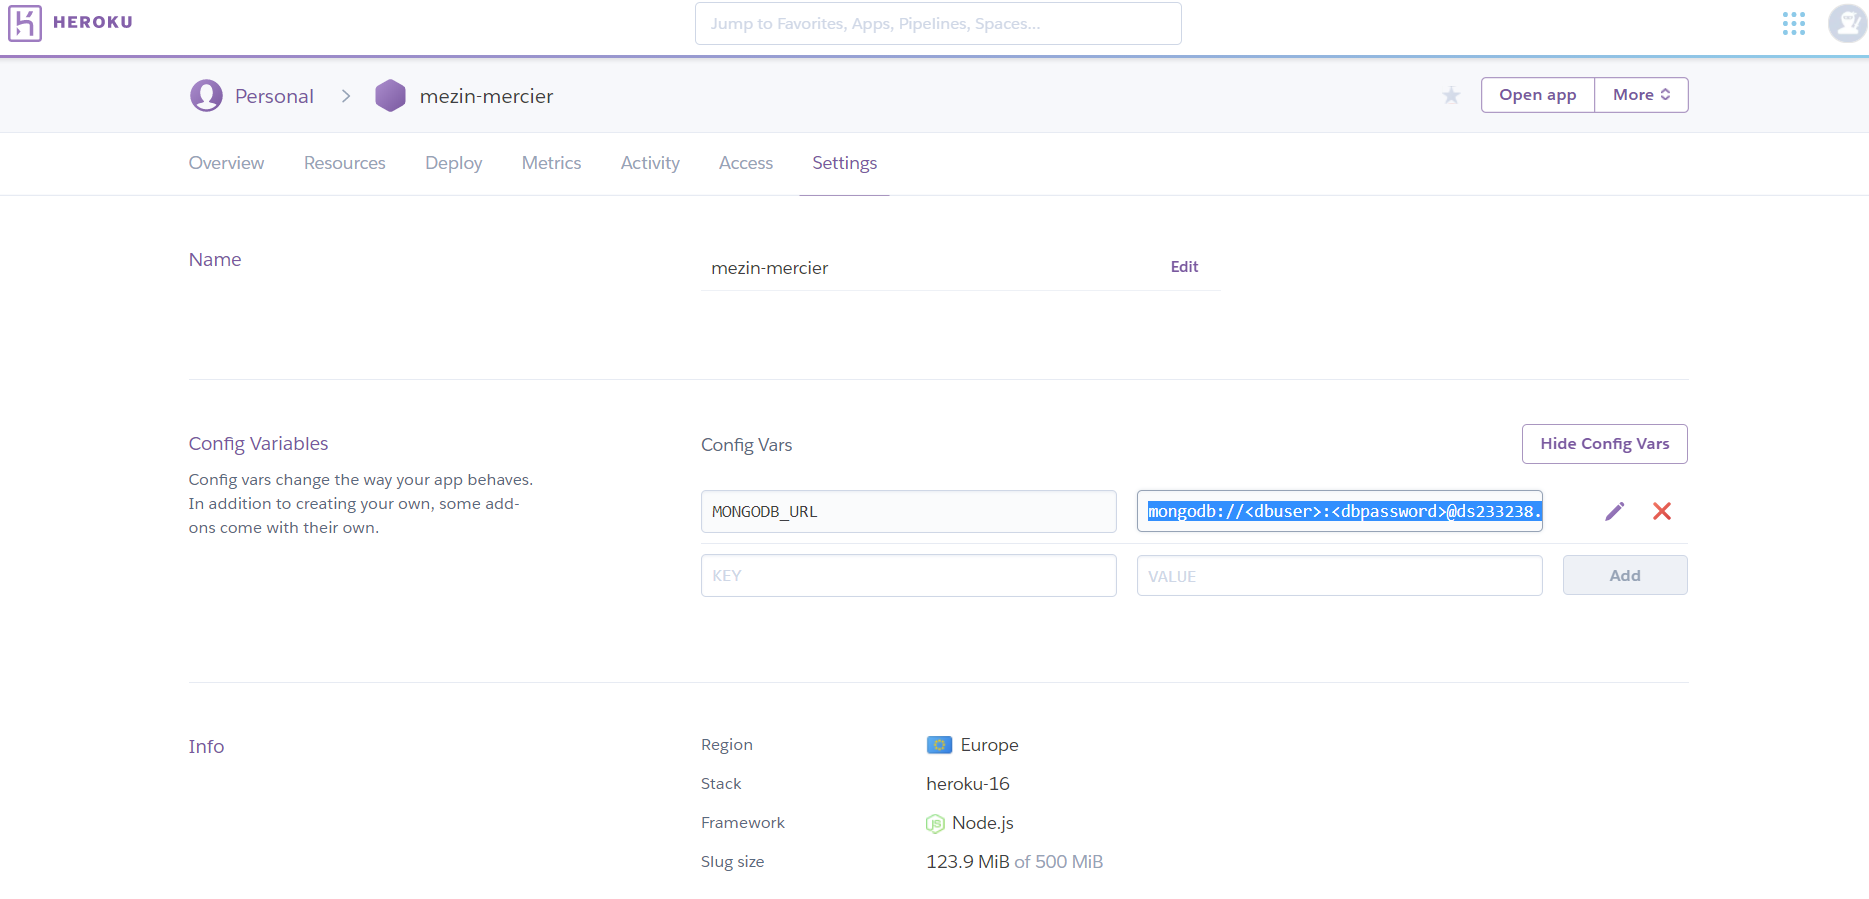 HEROKU
Jump to Favorites, Apps, Pipelines, Spaces...
Personal > mezin-mercier
Open app
More
Overview Resources Deploy Metrics Activity Access Settings
Name
mezin-mercier
Edit
Config Variables
Config vars change the way your app behaves.
In addition to creating your own, some add-
ons come with their own.
Config Vars
Hide Config Vars
MONGODB_URL
mongodb://<dbuser>:<dbpassword>@ds233238.
KEY
VALUE
Add
Info
Region Europe
Stack heroku-16
Framework Node.js
Slug size 123.9 MiB of 500 MiB